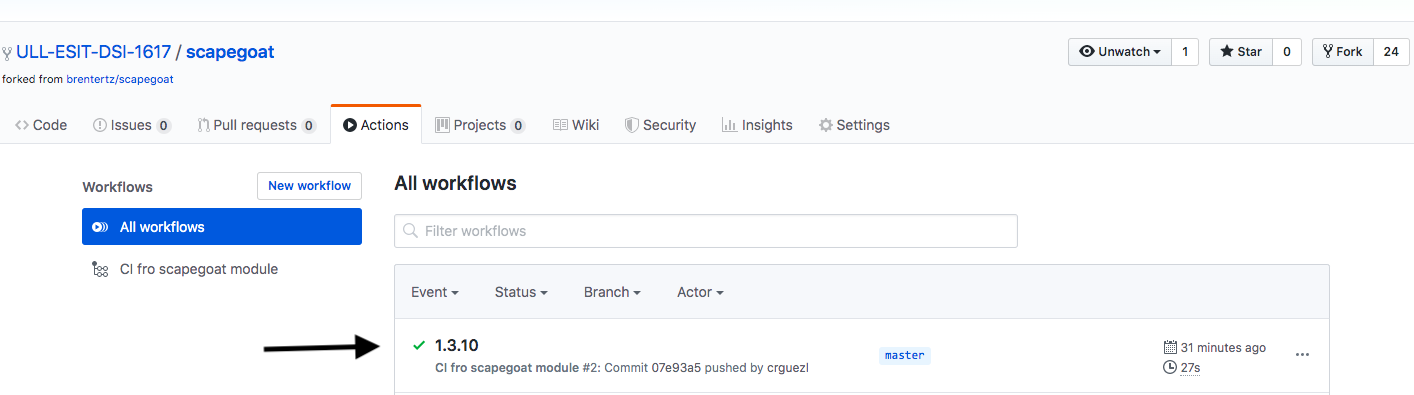 ULL-ESIT-DSI-1617 / scapegoat
Unwatch 1 Star 0 Fork 24
forked from brentertz/scapegoat
Code Issues 0 Pull requests 0 Actions Projects 0 Wiki Security Insights Settings
Workflows New workflow
All workflows
CI fro scapegoat module
All workflows
Filter workflows
Event Status Branch Actor
1.3.10
CI fro scapegoat module #2: Commit 07e93a5 pushed by crguezl
master
31 minutes ago
27s